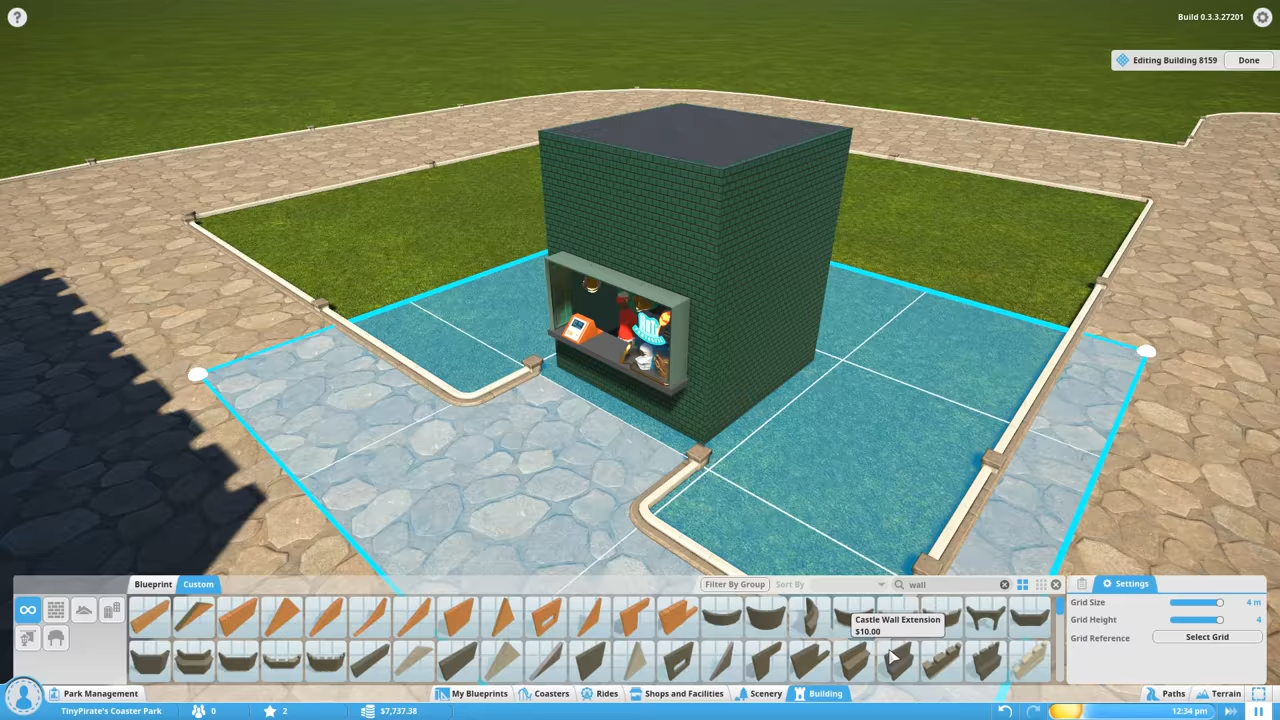 ?
Build 0.3.3.27201
Editing Building 8159
Done
Blueprint
Custom
Filter By Group
Sort By
wall
Settings
Grid Size
4 m
Grid Height
4
Grid Reference
Select Grid
Castle Wall Extension
$10.00
Park Management
My Blueprints
Coasters
Rides
Shops and Facilities
Scenery
Building
Paths
Terrain
TinyPirate's Coaster Park
0
2
$7,737.38
12:34 pm